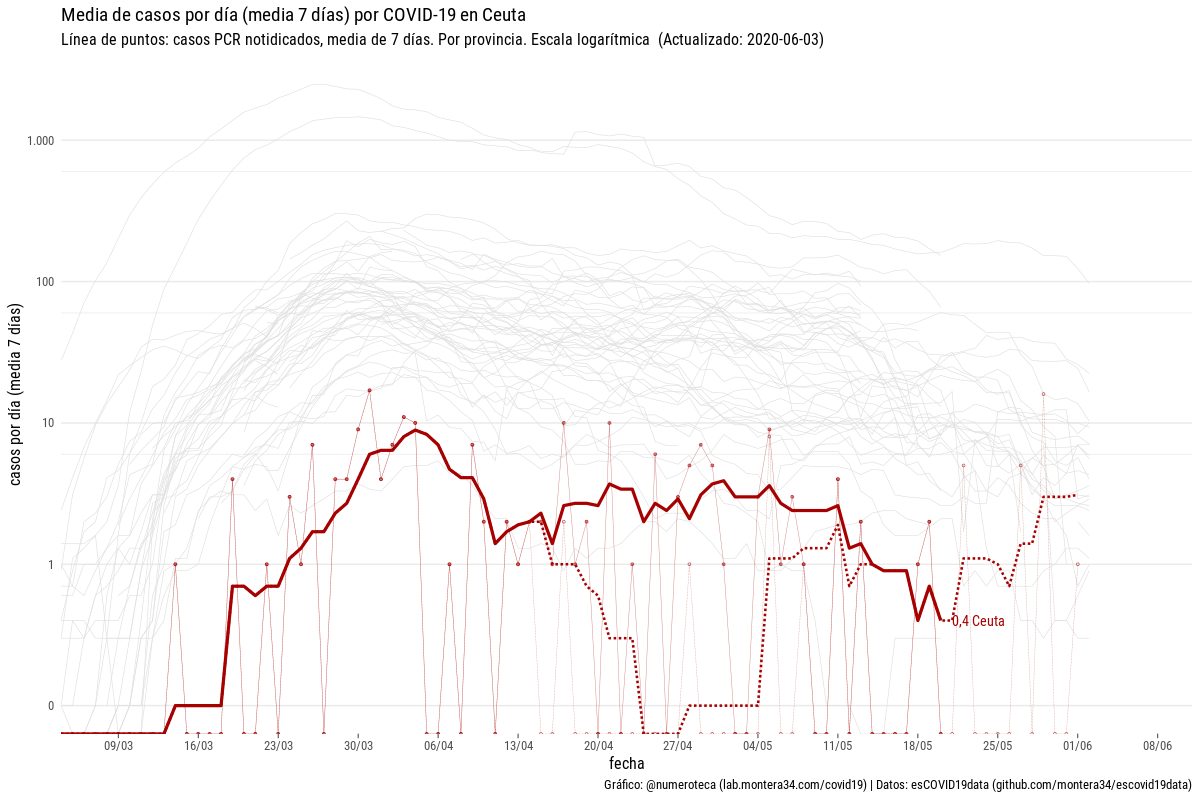 Media de casos por día (media 7 días) por COVID-19 en Ceuta
Línea de puntos: casos PCR notidicados, media de 7 días. Por provincia. Escala logarítmica (Actualizado: 2020-06-03)
casos por día (media 7 días)
1.000
100
10
1
0
0,4 Ceuta
09/03 16/03 23/03 30/03 06/04 13/04 20/04 27/04 04/05 11/05 18/05 25/05 01/06 08/06
fecha
Gráfico: @numeroteca (lab.montera34.com/covid19) | Datos: esCOVID19data (github.com/montera34/escovid19data)